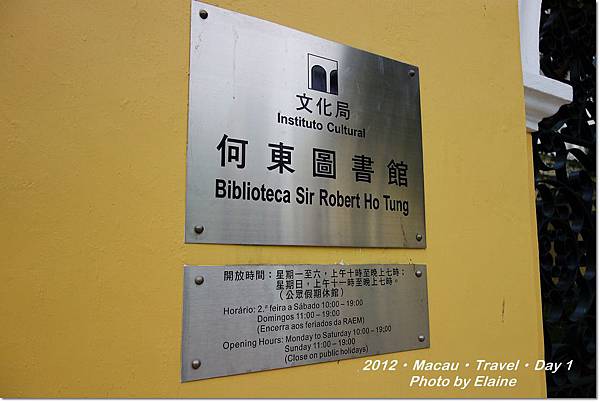 文化局
Instituto Cultural
何東圖書館
Biblioteca Sir Robert Ho Tung
開放時間：星期一至六，上午十時至晚上七時；
星期日，上午十一時至晚上七時。
（公眾假期休館）
Horário: 2.ª feira a Sábado 10:00 – 19:00
Domingos 11:00 – 19:00
(Encerra aos feriados da RAEM)
Opening Hours: Monday to Saturday 10:00 – 19:00
Sunday 11:00 – 19:00
(Close on public holidays)
2012・Macau・Travel・Day 1
Photo by Elaine